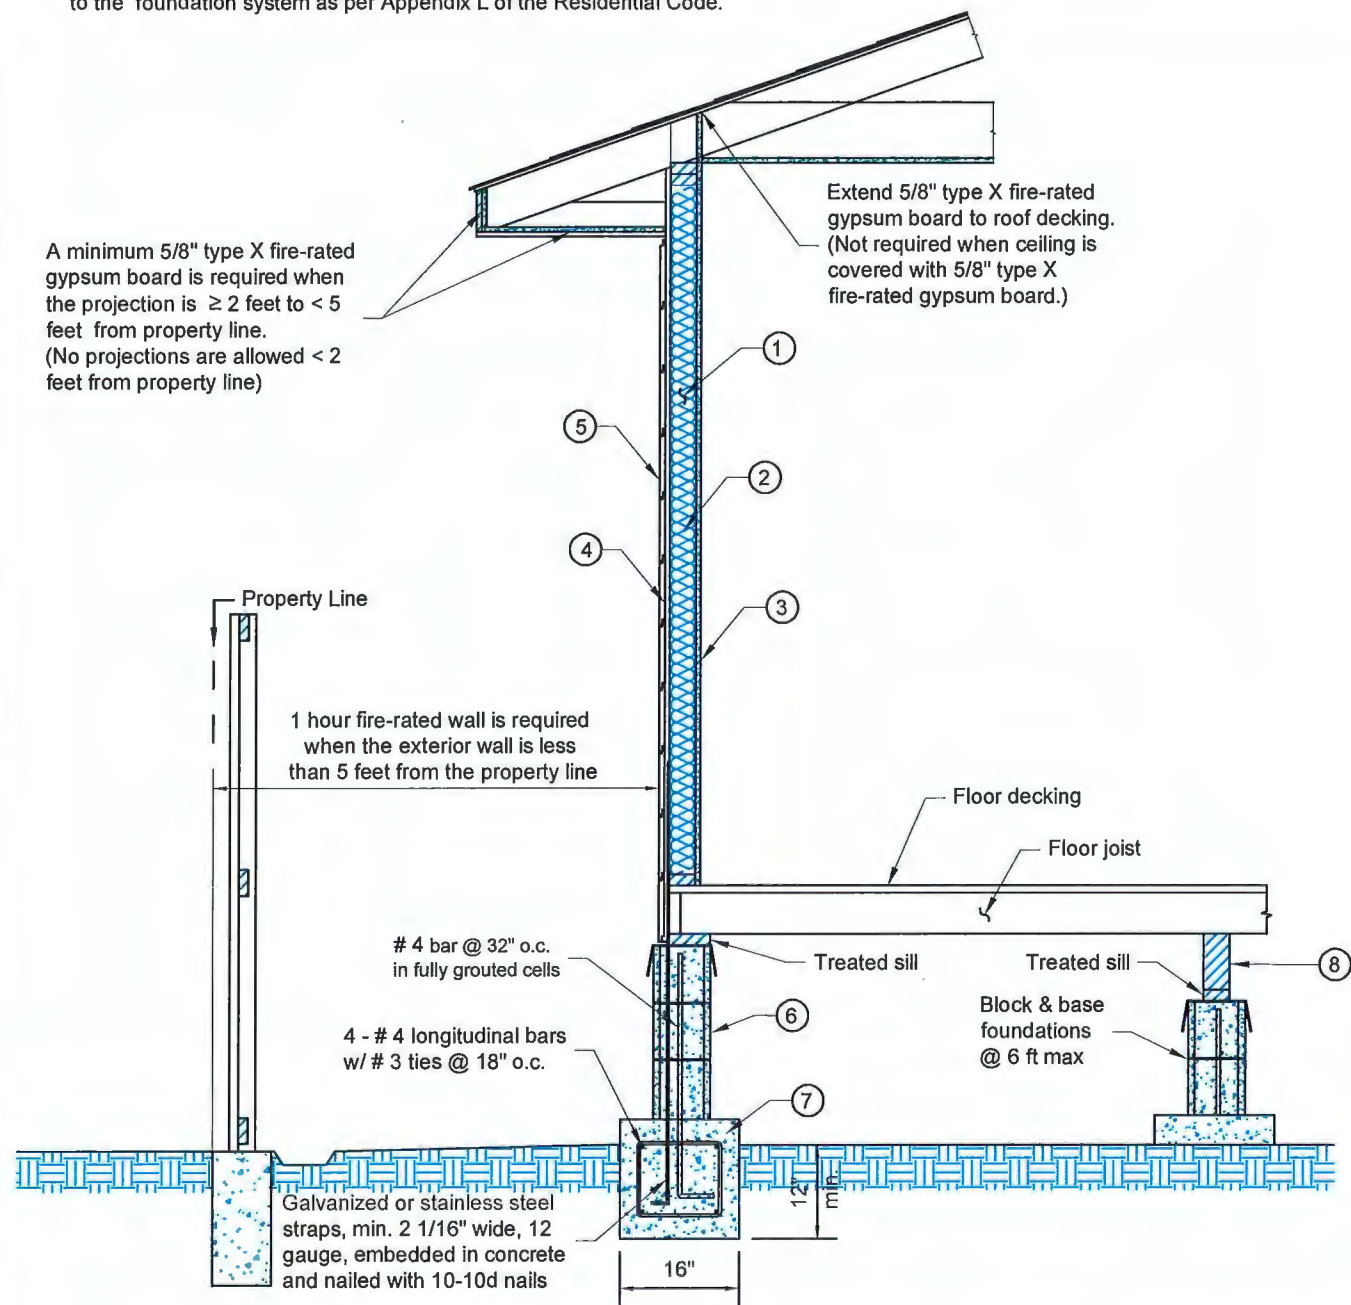 to the foundation system as per Appendix L of the Residential Code.
Extend 5/8" type X fire-rated
gypsum board to roof decking.
(Not required when ceiling is
covered with 5/8" type X
fire-rated gypsum board.)
A minimum 5/8" type X fire-rated
gypsum board is required when
the projection is ≥ 2 feet to < 5
feet from property line.
(No projections are allowed < 2
feet from property line)
1
5
2
4
3
Property Line
1 hour fire-rated wall is required
when the exterior wall is less
than 5 feet from the property line
Floor decking
Floor joist
# 4 bar @ 32" o.c.
in fully grouted cells
Treated sill
Treated sill
8
Block & base
foundations
@ 6 ft max
6
4 - # 4 longitudinal bars
w/ # 3 ties @ 18" o.c.
7
12"
min.
Galvanized or stainless steel
straps, min. 2 1/16" wide, 12
gauge, embedded in concrete
and nailed with 10-10d nails
16"